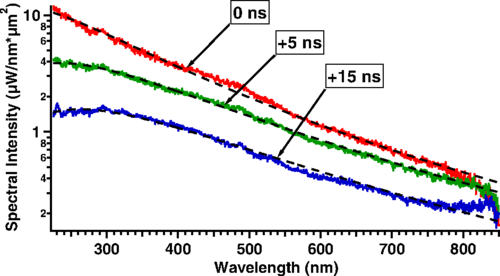 10
8
6
4
2
1
8
6
4
2
Spectral Intensity (µW/nm*µm²)
0 ns
+5 ns
+15 ns
300 400 500 600 700 800
Wavelength (nm)